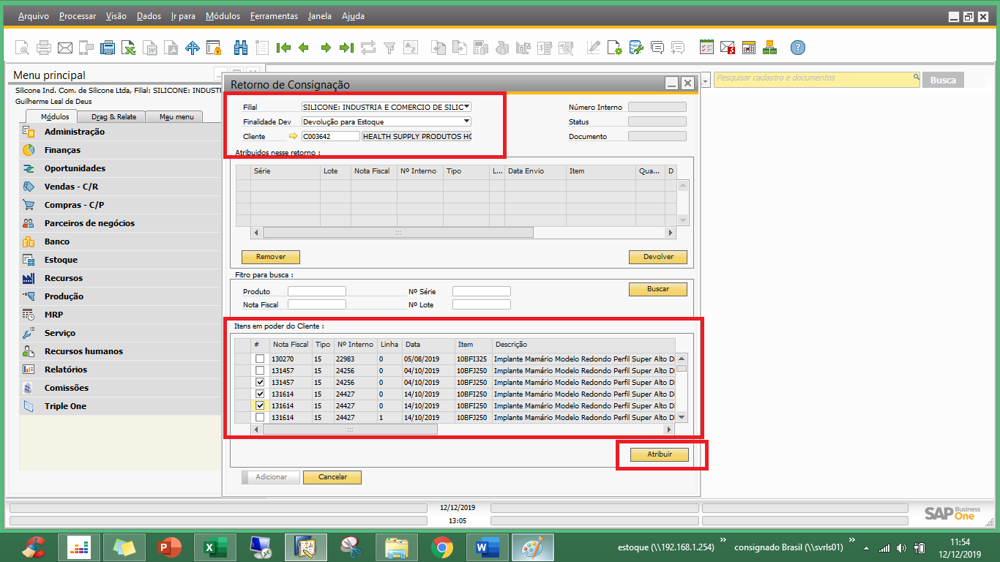 Arquivo Processar Visão Dados Ir para Módulos Ferramentas Janela Ajuda
Menu principal
Silicone Ind. Com. de Silicone Ltda, Filial: SILICONE: INDUSTRI
Guilherme Leal de Deus
Módulos Drag & Relate Meu menu
Administração
Finanças
Oportunidades
Vendas - C/R
Compras - C/P
Parceiros de negócios
Banco
Estoque
Recursos
Produção
MRP
Serviço
Recursos humanos
Relatórios
Comissões
Triple One
Pesquisar cadastro e documentos Busca
Retorno de Consignação
Filial SILICONE: INDUSTRIA E COMERCIO DE SILIC Número Interno
Finalidade Dev Devolução para Estoque Status
Cliente C003642 HEALTH SUPPLY PRODUTOS HO Documento
Atribuidos nesse retorno :
Série Lote Nota Fiscal Nº Interno Tipo L... Data Envio Item Qua... D
Remover Devolver
Fitro para busca :
Produto Nº Série Buscar
Nota Fiscal Nº Lote
Itens em poder do Cliente :
# Nota Fiscal Tipo Nº Interno Linha Data Item Descrição
130270 15 22983 0 05/08/2019 10BFI325 Implante Mamário Modelo Redondo Perfil Super Alto DI
131457 15 24256 0 04/10/2019 10BFJ250 Implante Mamário Modelo Redondo Perfil Super Alto DI
131457 15 24256 0 04/10/2019 10BFJ250 Implante Mamário Modelo Redondo Perfil Super Alto DI
131614 15 24427 0 14/10/2019 10BFI250 Implante Mamário Modelo Redondo Perfil Super Alto DI
131614 15 24427 0 14/10/2019 10BFI250 Implante Mamário Modelo Redondo Perfil Super Alto DI
131614 15 24427 1 14/10/2019 10BFJ250 Implante Mamário Modelo Redondo Perfil Super Alto DI
Atribuir
Adicionar Cancelar
12/12/2019
13:05
SAP Business One
estoque (\\192.168.1.254) » consignado Brasil (\\svrls01) » 11:54
12/12/2019